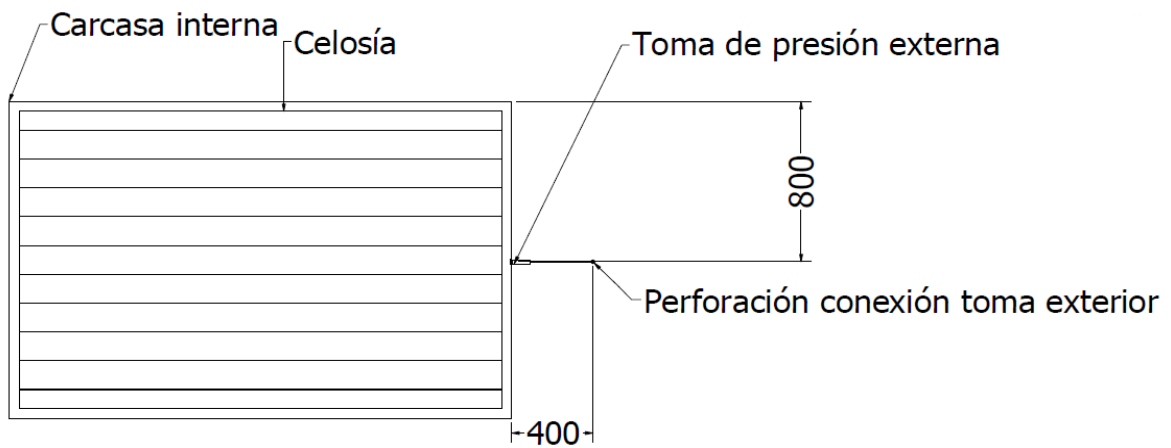 Carcasa interna
Celosía
Toma de presión externa
800
Perforación conexión toma exterior
400